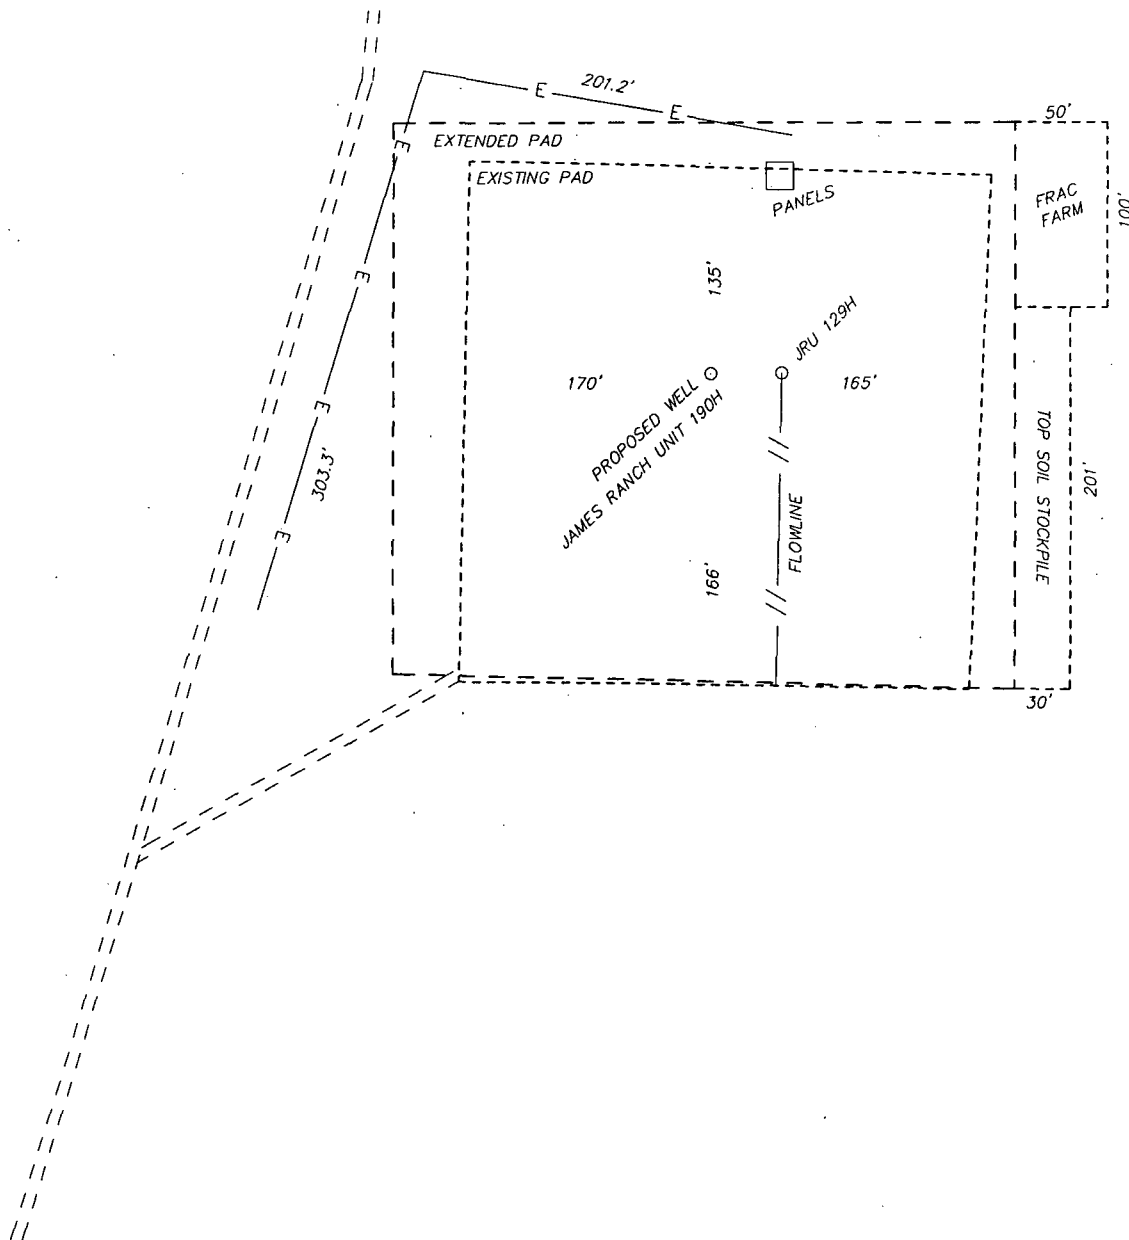 201.2'
E
E
50'
E
EXTENDED PAD
EXISTING PAD
PANELS
FRAC
FARM
100'
E
135'
JRU 129H
170'
165'
E
PROPOSED WELL
JAMES RANCH UNIT 190H
303.3'
E
FLOWLINE
TOP SOIL STOCKPILE
201'
166'
30'